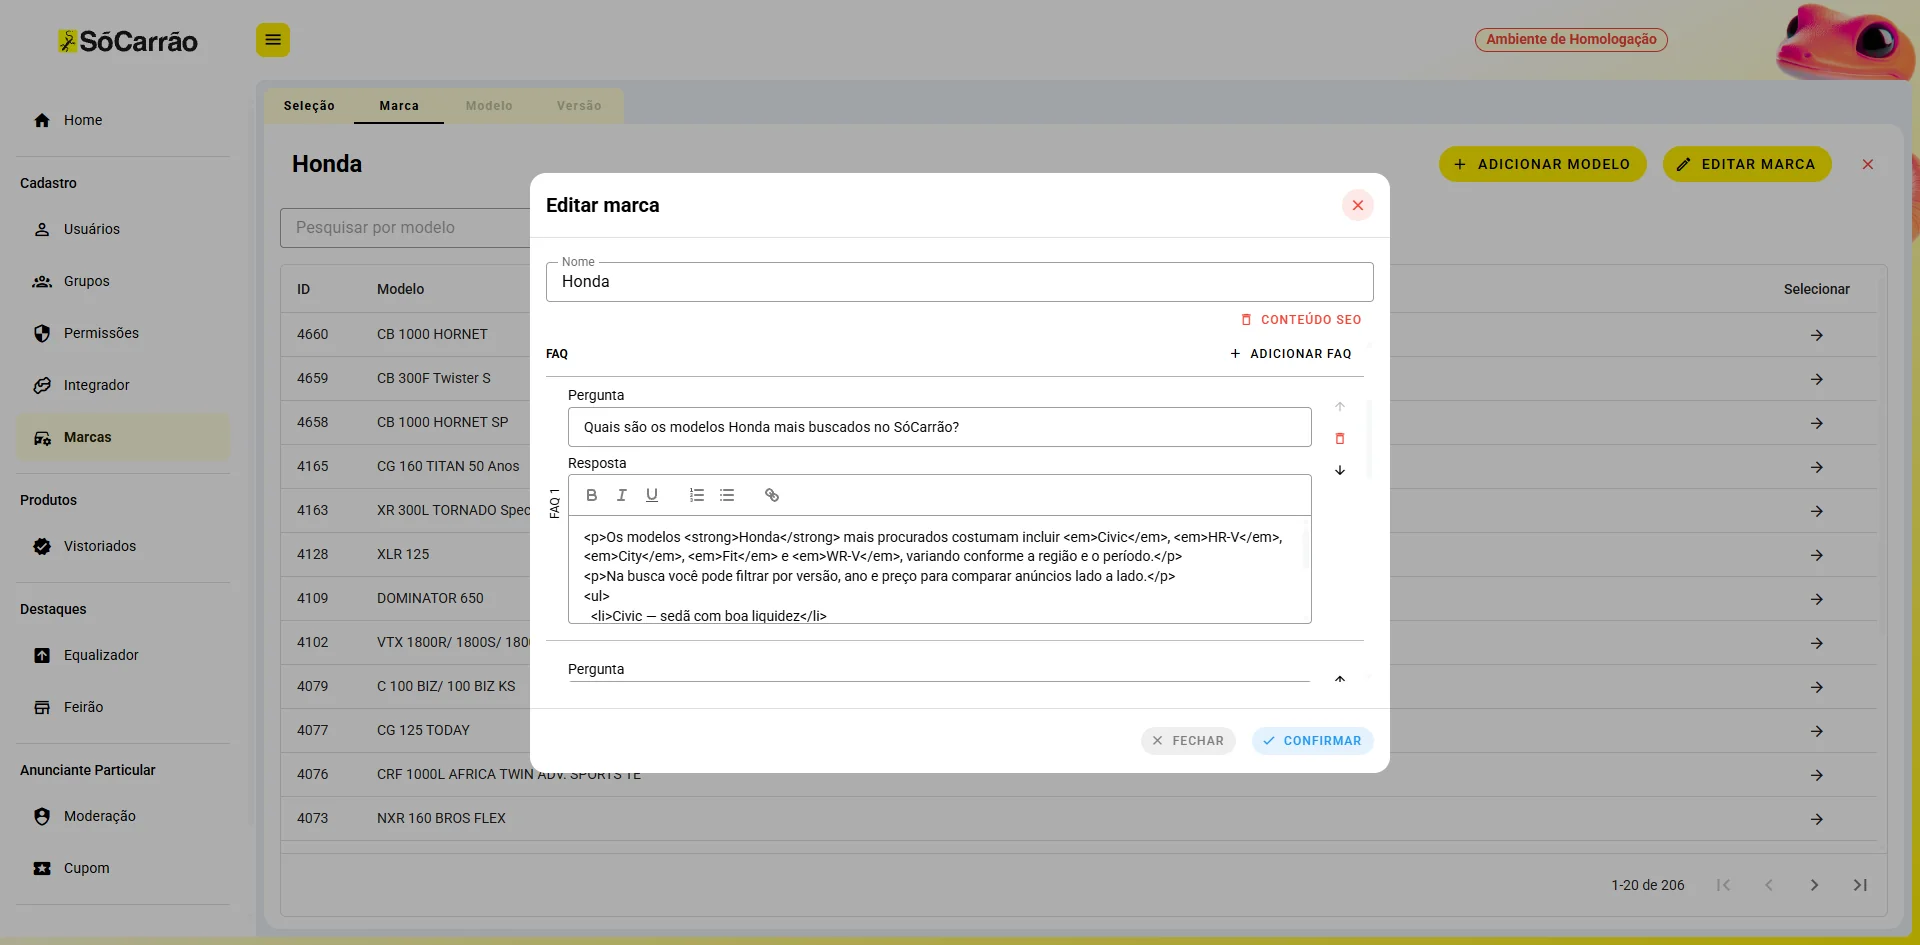 SóCarrão
Ambiente de Homologação
Home
Cadastro
Usuários
Grupos
Permissões
Integrador
Marcas
Produtos
Vistoriados
Destaques
Equalizador
Feirão
Anunciante Particular
Moderação
Cupom
Seleção
Marca
Modelo
Versão
Honda
ADICIONAR MODELO
EDITAR MARCA
Pesquisar por modelo
ID Modelo Selecionar
4660 CB 1000 HORNET
4659 CB 300F Twister S
4658 CB 1000 HORNET SP
4165 CG 160 TITAN 50 Anos
4163 XR 300L TORNADO Spec
4128 XLR 125
4109 DOMINATOR 650
4102 VTX 1800R/ 1800S/ 180
4079 C 100 BIZ/ 100 BIZ KS
4077 CG 125 TODAY
4076 CRF 1000L AFRICA TWIN ADV. SPORTS TE
4073 NXR 160 BROS FLEX
1-20 de 206
Editar marca
Nome
Honda
CONTEÚDO SEO
FAQ
ADICIONAR FAQ
FAQ 1
Pergunta
Quais são os modelos Honda mais buscados no SóCarrão?
Resposta
<p>Os modelos <strong>Honda</strong> mais procurados costumam incluir <em>Civic</em>, <em>HR-V</em>,
<em>City</em>, <em>Fit</em> e <em>WR-V</em>, variando conforme a região e o período.</p>
<p>Na busca você pode filtrar por versão, ano e preço para comparar anúncios lado a lado.</p>
<ul>
<li>Civic — sedã com boa liquidez</li>
Pergunta
FECHAR
CONFIRMAR